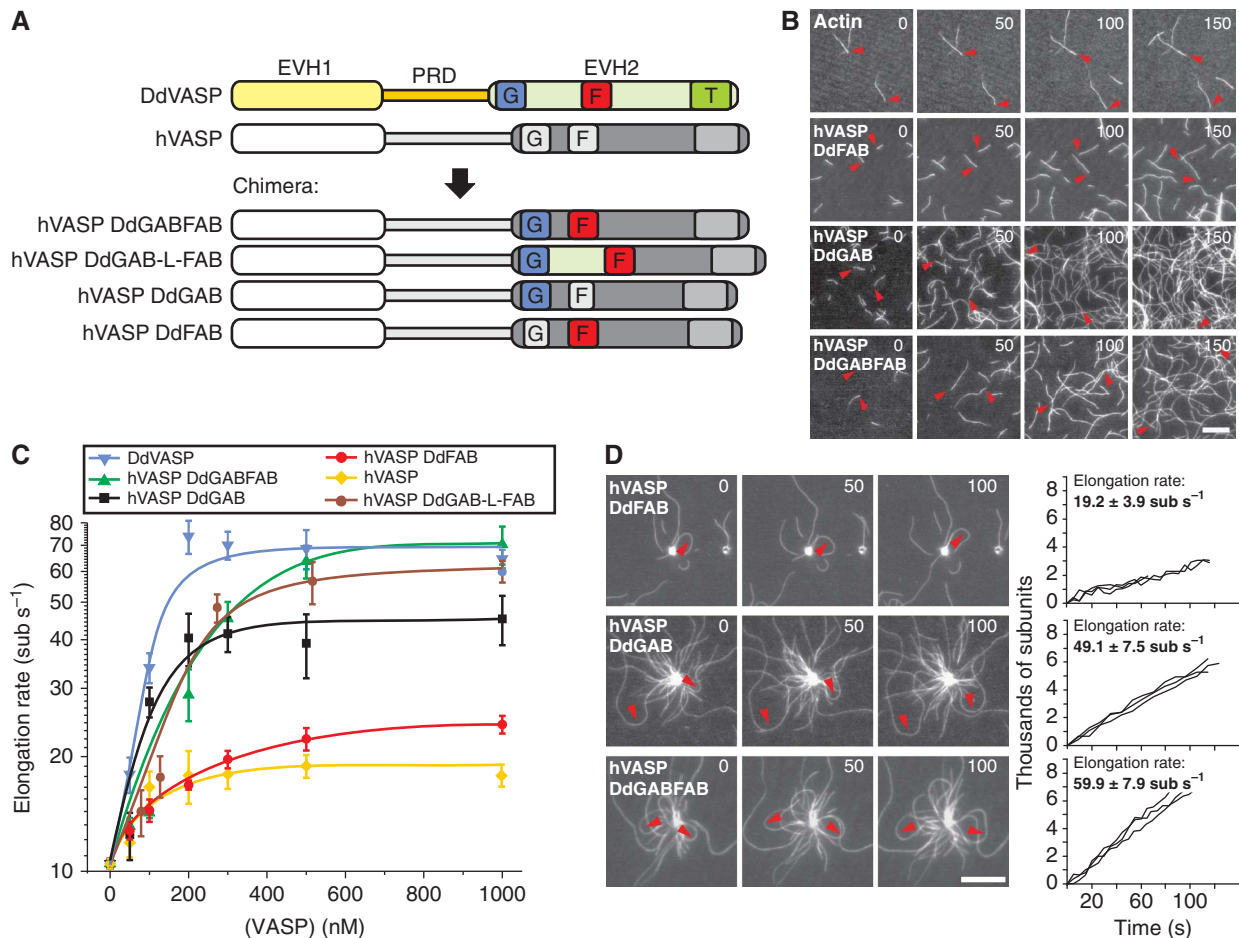 A
EVH1
PRD
EVH2
DdVASP
G
F
T
hVASP
G
F
Chimera:
hVASP DdGABFAB
G
F
hVASP DdGAB-L-FAB
G
F
hVASP DdGAB
G
F
hVASP DdFAB
G
F
B
Actin
0
50
100
150
hVASP
DdFAB
0
50
100
150
hVASP
DdGAB
0
50
100
150
hVASP
DdGABFAB
0
50
100
150
C
DdVASP
hVASP DdFAB
hVASP DdGABFAB
hVASP
hVASP DdGAB
hVASP DdGAB-L-FAB
Elongation rate (sub s⁻¹)
80
70
60
50
40
30
20
10
0
200
400
600
800
1000
(VASP) (nM)
D
hVASP
DdFAB
0
50
100
hVASP
DdGAB
0
50
100
hVASP
DdGABFAB
0
50
100
Thousands of subunits
Elongation rate:
19.2 ± 3.9 sub s⁻¹
8
6
4
2
0
Elongation rate:
49.1 ± 7.5 sub s⁻¹
8
6
4
2
0
Elongation rate:
59.9 ± 7.9 sub s⁻¹
8
6
4
2
0
20
60
100
Time (s)